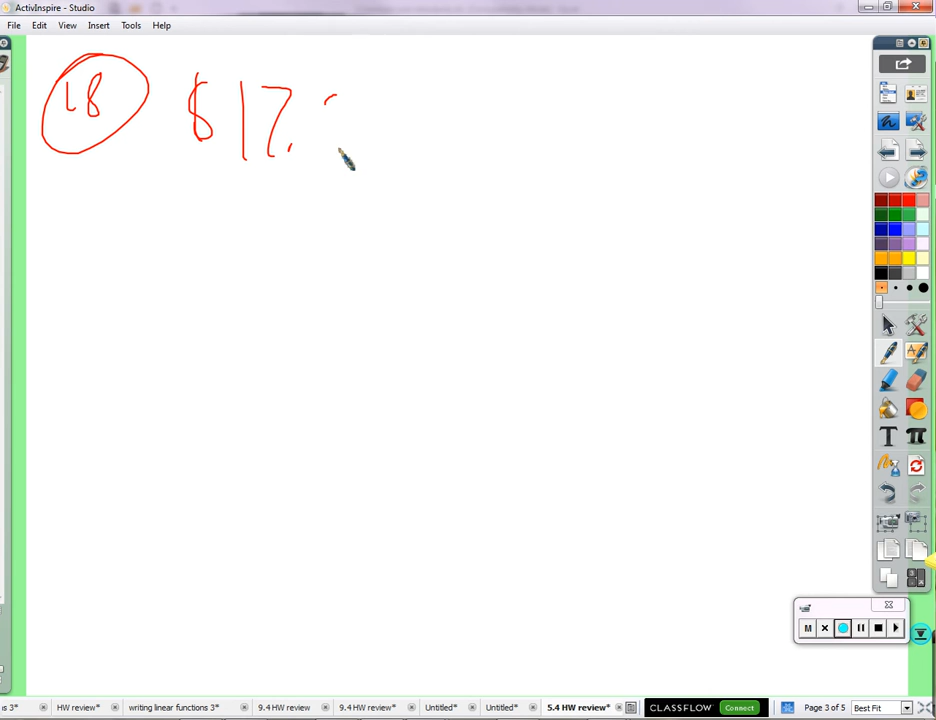 ActivInspire - Studio
File Edit View Insert Tools Help
18 $17.
M
is 3* HW review* writing linear functions 3* 9.4 HW review 9.4 HW review* Untitled* Untitled* 5.4 HW review* CLASSFLOW Connect Page 3 of 5 Best Fit